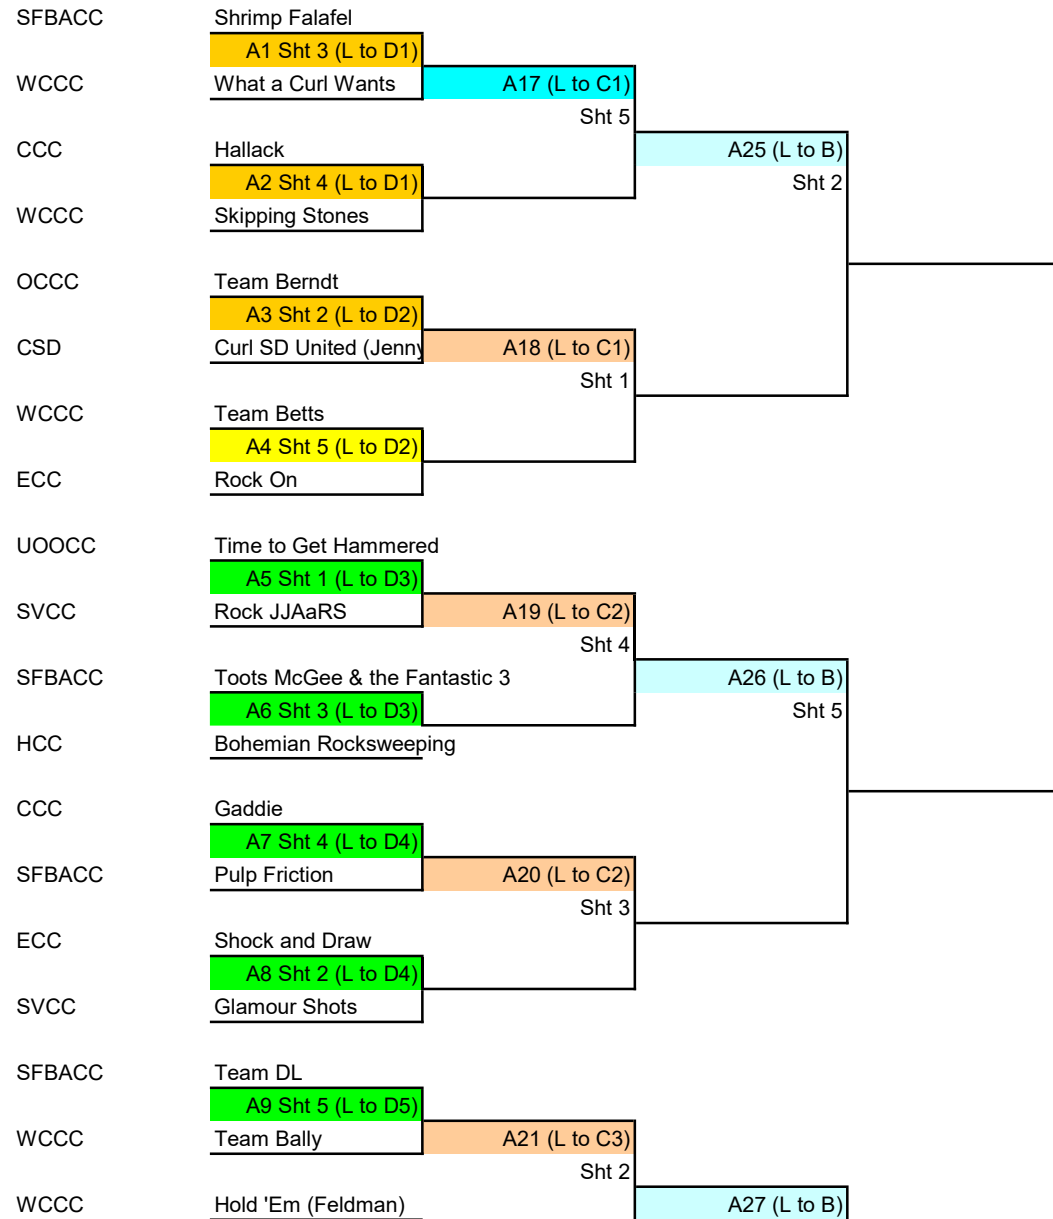 SFBACC Shrimp Falafel
A1 Sht 3 (L to D1)
WCCC What a Curl Wants A17 (L to C1)
Sht 5
CCC Hallack A25 (L to B)
A2 Sht 4 (L to D1) Sht 2
WCCC Skipping Stones
OCCC Team Berndt
A3 Sht 2 (L to D2)
CSD Curl SD United (Jenny A18 (L to C1)
Sht 1
WCCC Team Betts
A4 Sht 5 (L to D2)
ECC Rock On
UOOCC Time to Get Hammered
A5 Sht 1 (L to D3)
SVCC Rock JJAaRS A19 (L to C2)
Sht 4
SFBACC Toots McGee & the Fantastic 3 A26 (L to B)
A6 Sht 3 (L to D3) Sht 5
HCC Bohemian Rocksweeping
CCC Gaddie
A7 Sht 4 (L to D4)
SFBACC Pulp Friction A20 (L to C2)
Sht 3
ECC Shock and Draw
A8 Sht 2 (L to D4)
SVCC Glamour Shots
SFBACC Team DL
A9 Sht 5 (L to D5)
WCCC Team Bally A21 (L to C3)
Sht 2
WCCC Hold 'Em (Feldman) A27 (L to B)